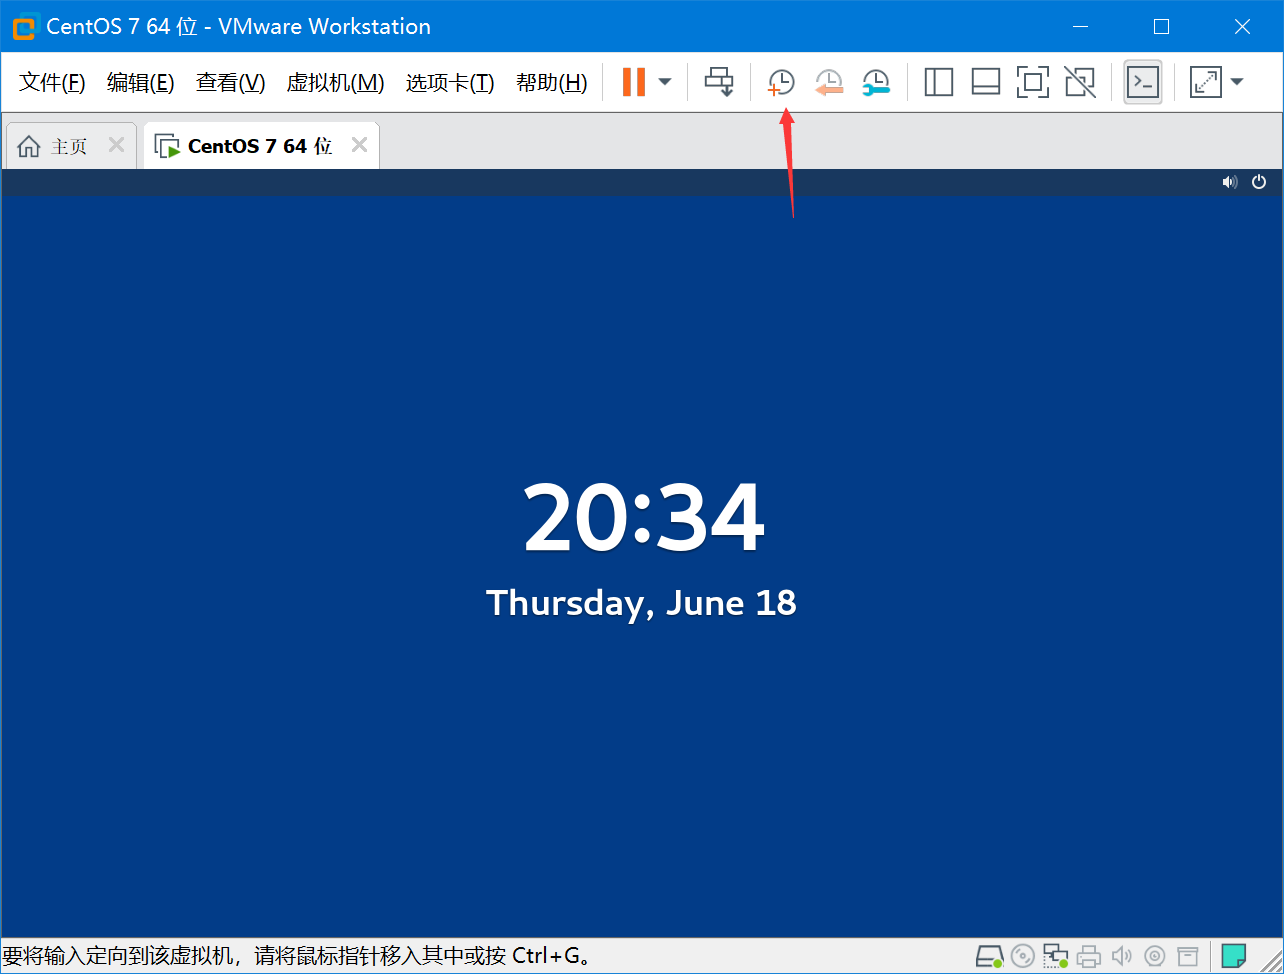 CentOS 7 64 位 - VMware Workstation
文件(F) 编辑(E) 查看(V) 虚拟机(M) 选项卡(T) 帮助(H)
主页 CentOS 7 64 位
20:34
Thursday, June 18
要将输入定向到该虚拟机，请将鼠标指针移入其中或按 Ctrl+G。